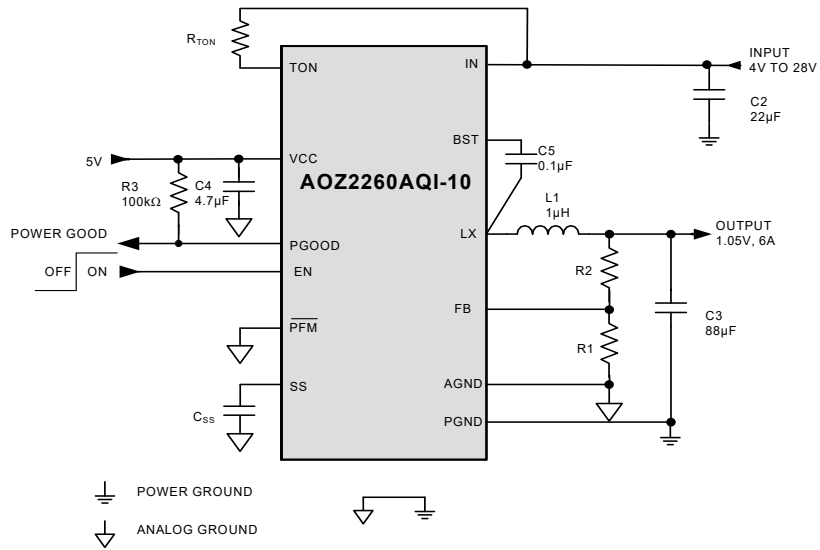 R_TON
TON
IN
INPUT
4V TO 28V
C2
22µF
BST
5V
VCC
C5
0.1µF
AOZ2260AQI-10
R3
100kΩ
C4
4.7µF
L1
1µH
LX
OUTPUT
1.05V, 6A
POWER GOOD
PGOOD
R2
OFF
ON
EN
FB
C3
88µF
PFM
R1
SS
AGND
C_SS
PGND
POWER GROUND
ANALOG GROUND